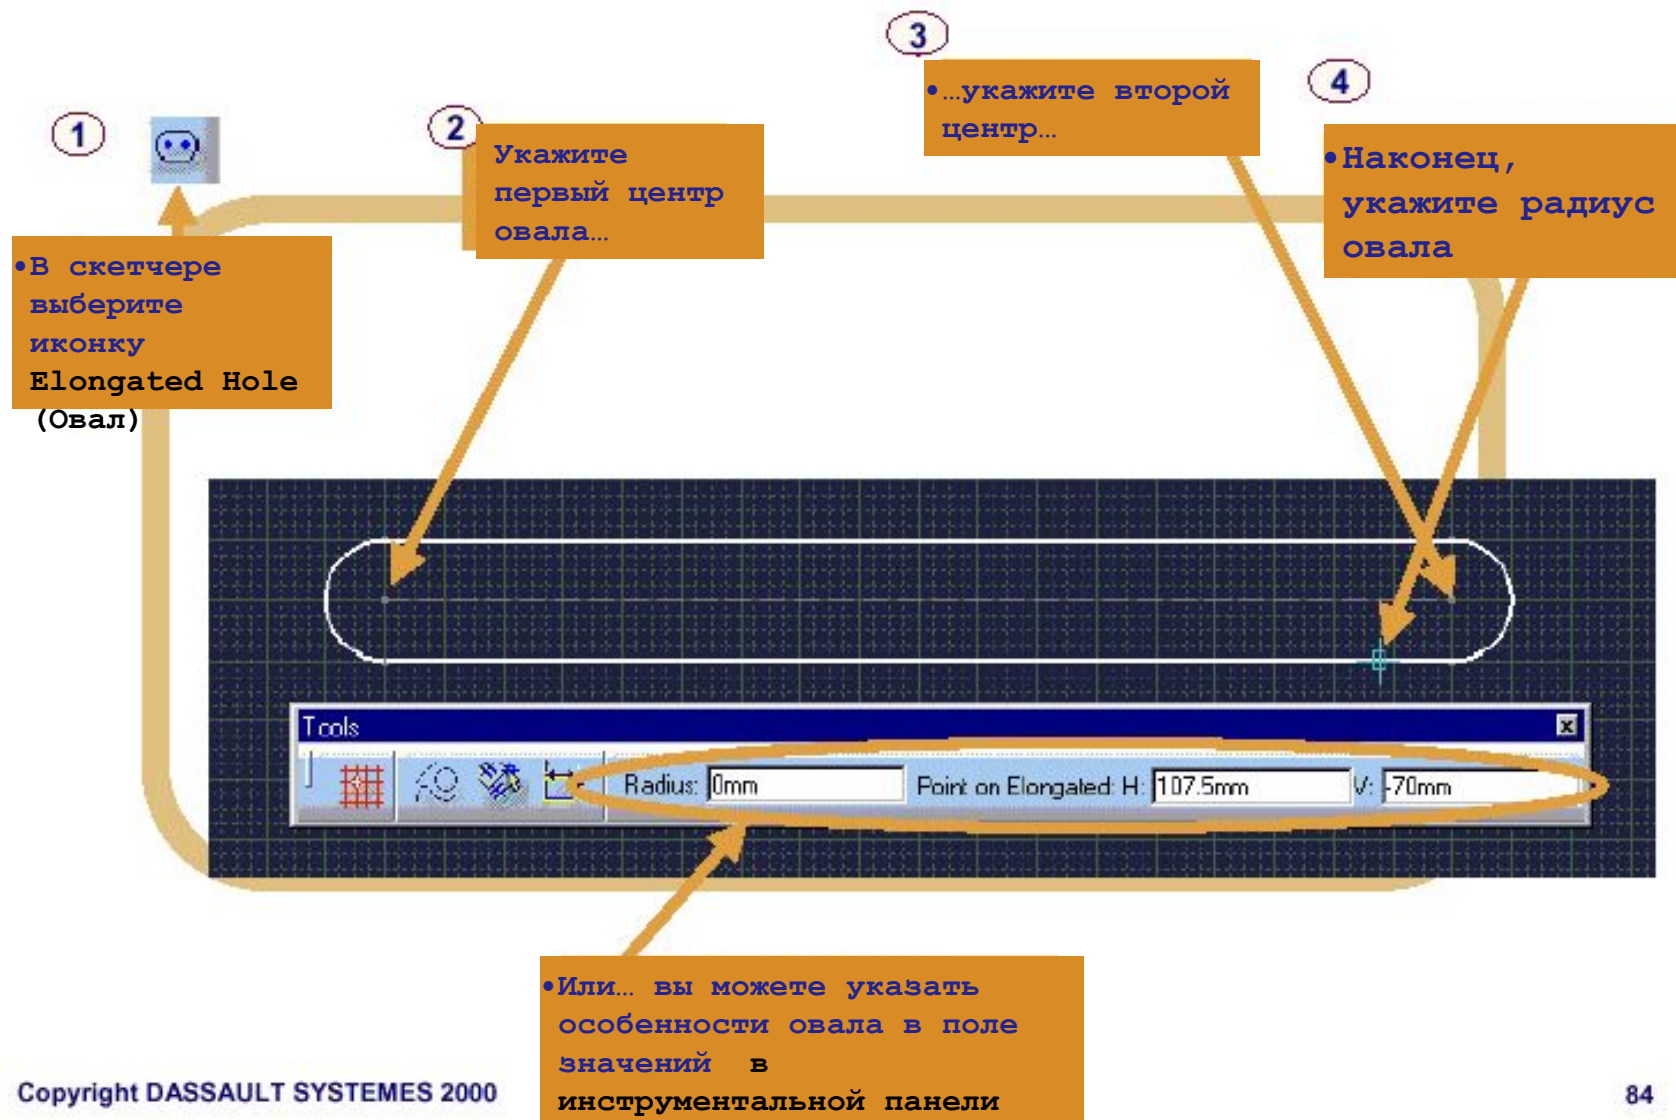 1
•В скетчере
выберите
иконку
Elongated Hole
(Овал)
2
Укажите
первый центр
овала…
3
•…укажите второй
центр…
4
•Наконец,
укажите радиус
овала
Tools
Radius: 0mm Point on Elongated: H: 107.5mm V: -70mm
•Или… вы можете указать
особенности овала в поле
значений в
инструментальной панели
Copyright DASSAULT SYSTEMES 2000
84